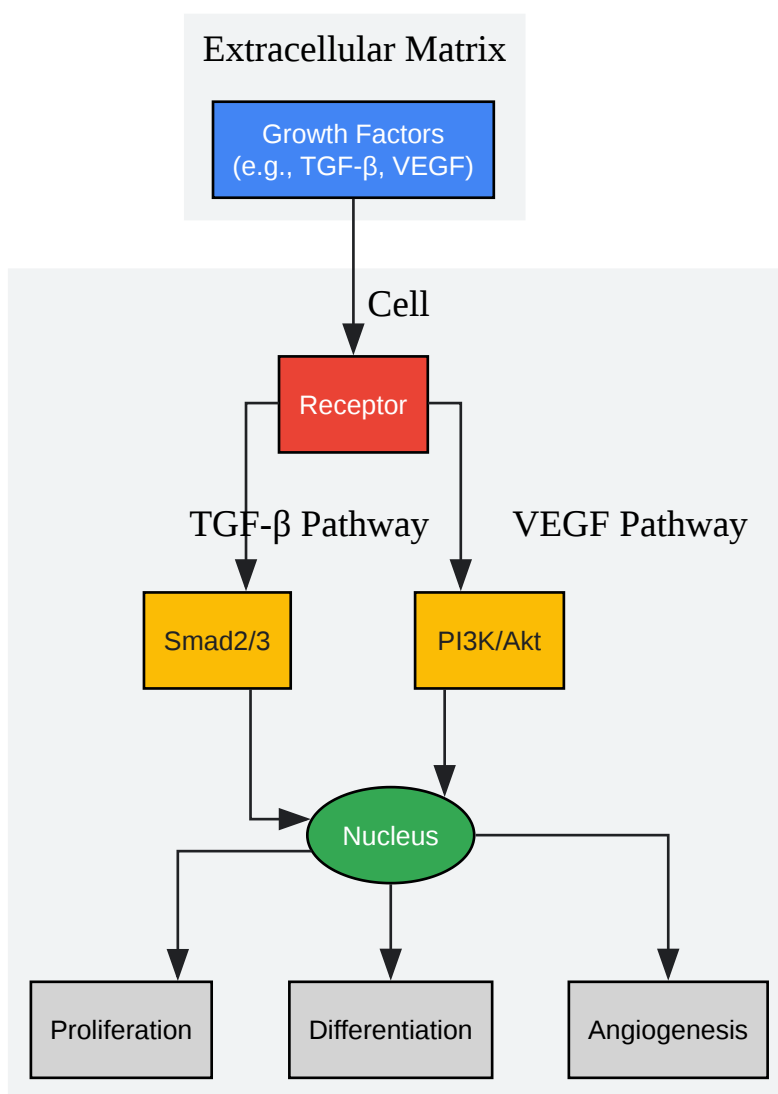 Extracellular Matrix
Growth Factors
(e.g., TGF-β, VEGF)
Cell
Receptor
TGF-β Pathway
VEGF Pathway
Smad2/3
PI3K/Akt
Nucleus
Proliferation
Differentiation
Angiogenesis